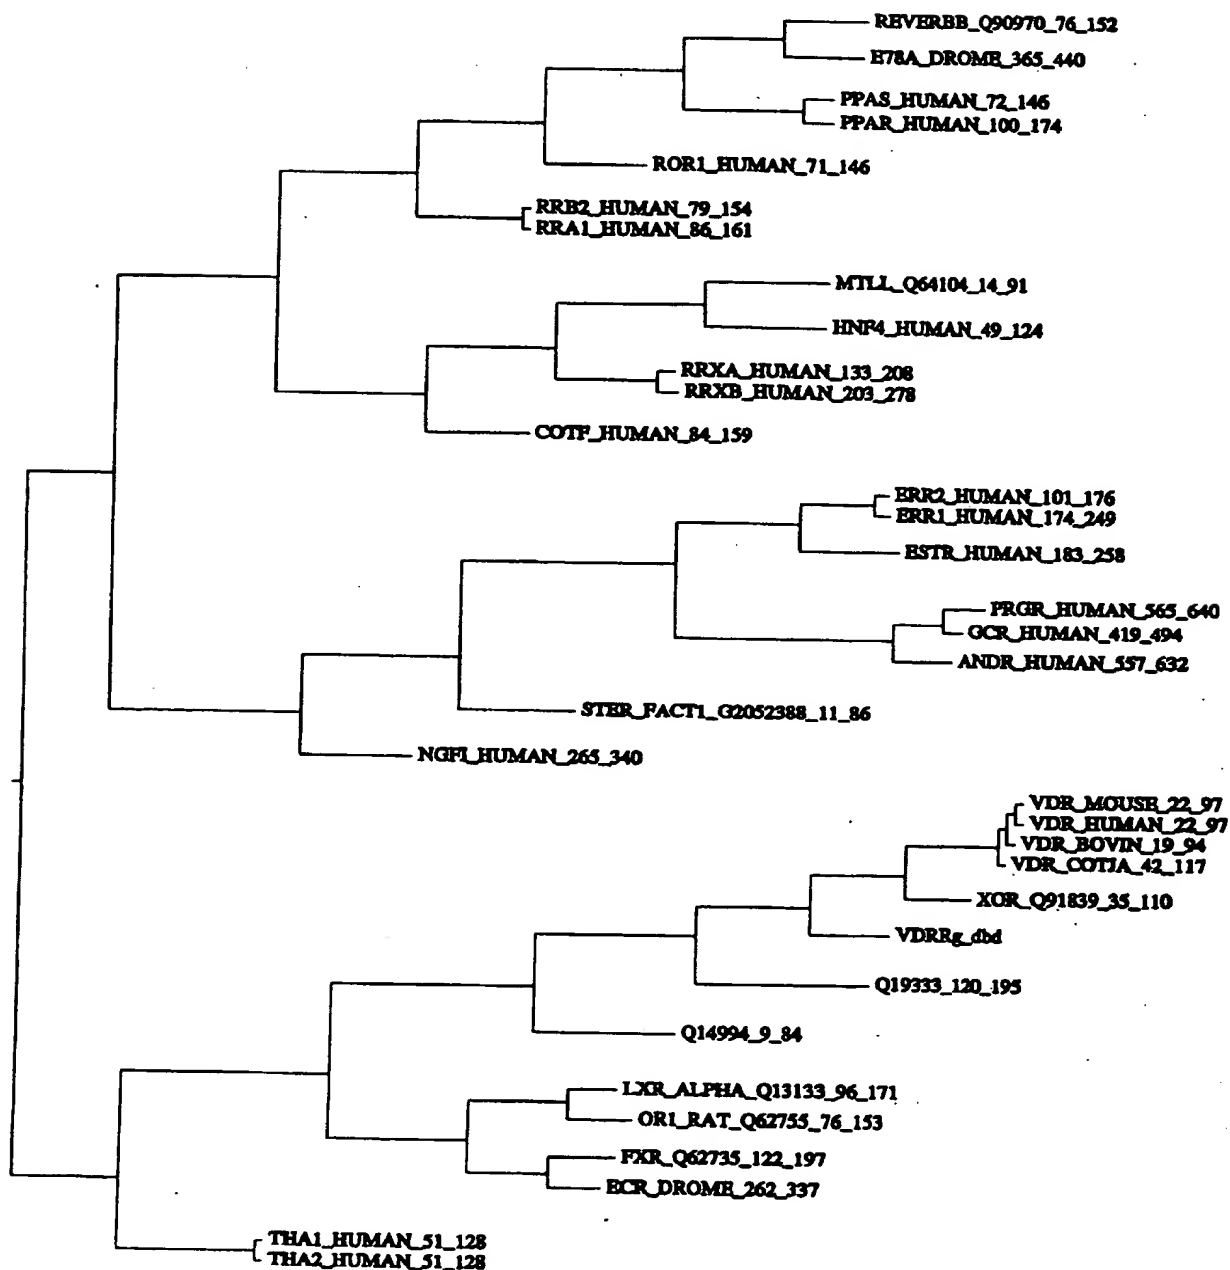 REVERBB_Q90970_76_152
E78A_DROME_365_440
PPAS_HUMAN_72_146
PPAR_HUMAN_100_174
ROR1_HUMAN_71_146
RRB2_HUMAN_79_154
RRA1_HUMAN_86_161
MTLL_Q64104_14_91
HNF4_HUMAN_49_124
RRXA_HUMAN_133_208
RRXB_HUMAN_203_278
COTF_HUMAN_84_159
ERR2_HUMAN_101_176
ERR1_HUMAN_174_249
ESTR_HUMAN_183_258
PRGR_HUMAN_565_640
GCR_HUMAN_419_494
ANDR_HUMAN_557_632
STER_FACT1_G2052388_11_86
NGFI_HUMAN_265_340
VDR_MOUSE_22_97
VDR_HUMAN_22_97
VDR_BOVIN_19_94
VDR_COTJA_42_117
XOR_Q91839_35_110
VDRRg_dbd
Q19333_120_195
Q14994_9_84
LXR_ALPHA_Q13133_96_171
OR1_RAT_Q62755_76_153
FXR_Q62735_122_197
ECR_DROME_262_337
THA1_HUMAN_51_128
THA2_HUMAN_51_128